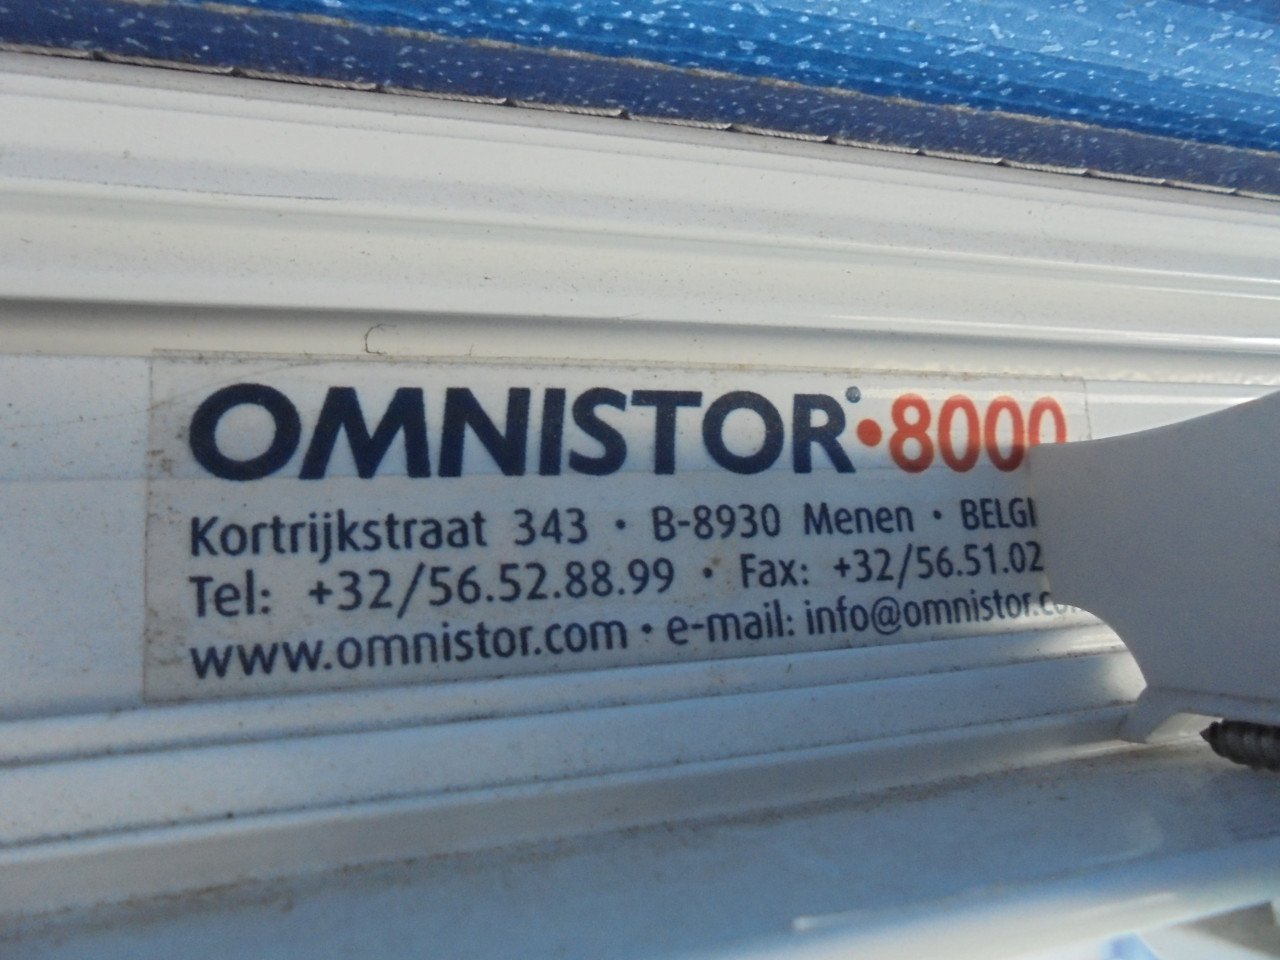 OMNISTOR®•8000
Kortrijkstraat 343 • B-8930 Menen • BELGI
Tel: +32/56.52.88.99 • Fax: +32/56.51.02
www.omnistor.com • e-mail: info@omnistor.com